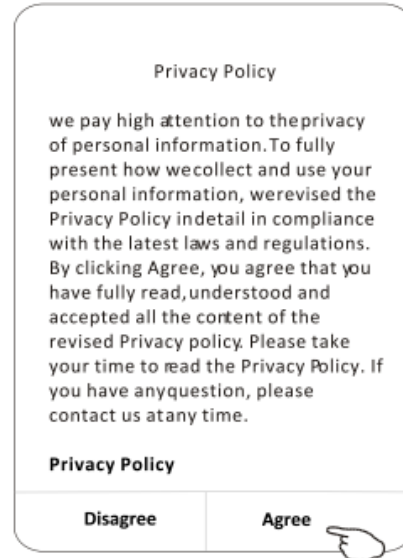 Privacy Policy
we pay high attention to theprivacy
of personal information.To fully
present how wecollect and use your
personal information, werevised the
Privacy Policy indetail in compliance
with the latest laws and regulations.
By clicking Agree, you agree that you
have fully read,understood and
accepted all the content of the
revised Privacy policy. Please take
your time to read the Privacy Policy. If
you have anyquestion, please
contact us atany time.
Privacy Policy
Disagree Agree